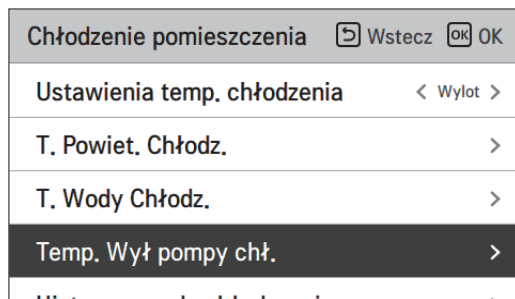 Chłodzenie pomieszczenia Wstecz OK OK
Ustawienia temp. chłodzenia < Wylot >
T. Powiet. Chłodz. >
T. Wody Chłodz. >
Temp. Wył pompy chł. >